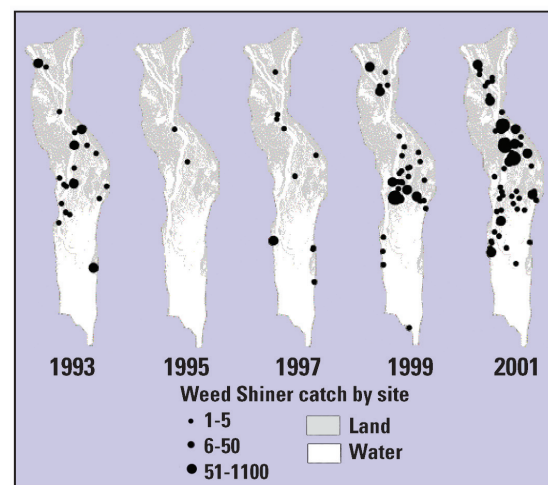 1993 1995 1997 1999 2001
Weed Shiner catch by site
1-5
6-50
51-1100
Land
Water